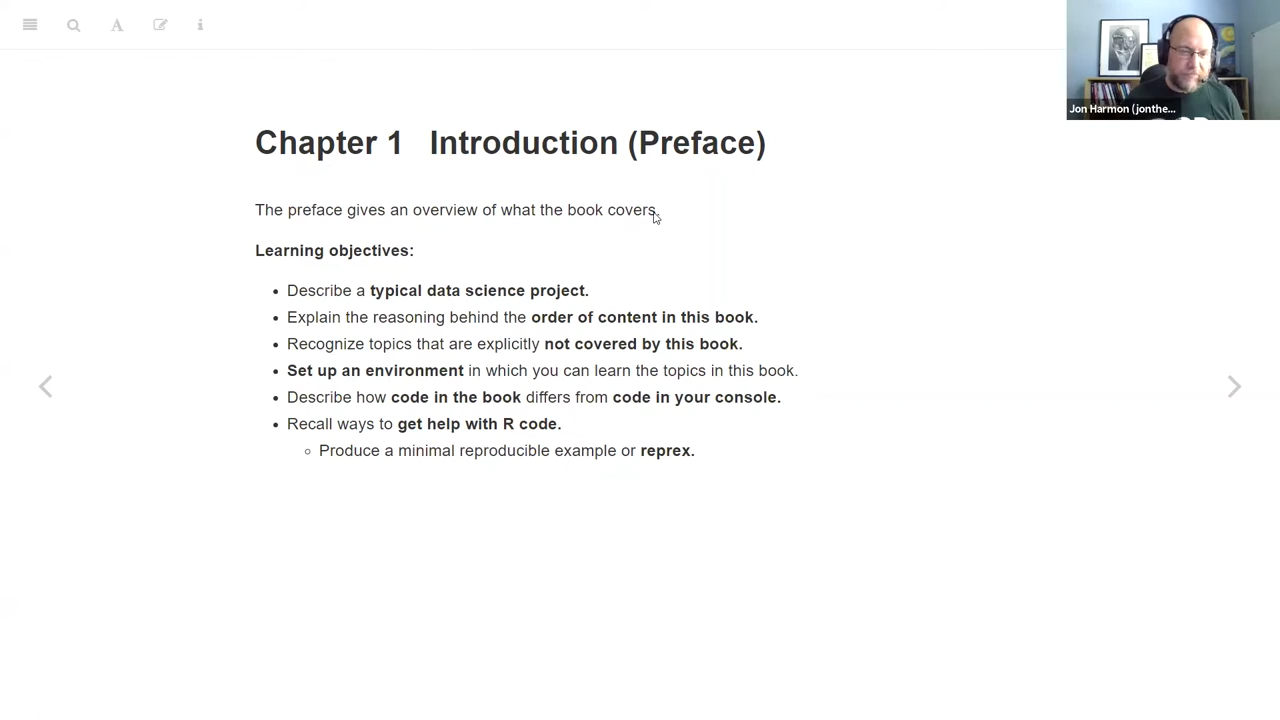 Jon Harmon (jonthe...
Chapter 1 Introduction (Preface)
The preface gives an overview of what the book covers.
Learning objectives:
• Describe a typical data science project.
• Explain the reasoning behind the order of content in this book.
• Recognize topics that are explicitly not covered by this book.
• Set up an environment in which you can learn the topics in this book.
• Describe how code in the book differs from code in your console.
• Recall ways to get help with R code.
◦ Produce a minimal reproducible example or reprex.